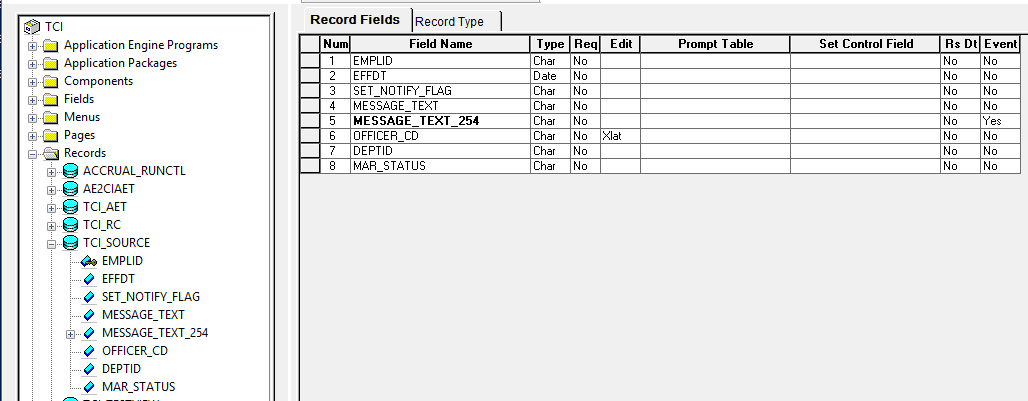 TCI
Application Engine Programs
Application Packages
Components
Fields
Menus
Pages
Records
ACCRUAL_RUNCTL
AE2CIAET
TCI_AET
TCI_RC
TCI_SOURCE
EMPLID
EFFDT
SET_NOTIFY_FLAG
MESSAGE_TEXT
MESSAGE_TEXT_254
OFFICER_CD
DEPTID
MAR_STATUS
Record Fields Record Type
Num Field Name Type Req Edit Prompt Table Set Control Field Rs Dt Event
1 EMPLID Char No No No
2 EFFDT Date No No No
3 SET_NOTIFY_FLAG Char No No No
4 MESSAGE_TEXT Char No No No
5 MESSAGE_TEXT_254 Char No No Yes
6 OFFICER_CD Char No Xlat No No
7 DEPTID Char No No No
8 MAR_STATUS Char No No No